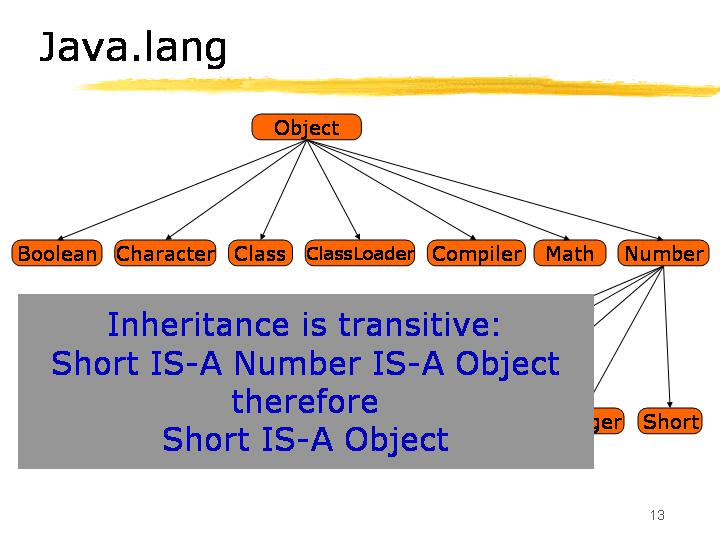 Java.lang
Object
Boolean Character Class ClassLoader Compiler Math Number
Inheritance is transitive:
Short IS-A Number IS-A Object
therefore
Short IS-A Object
ger Short
13